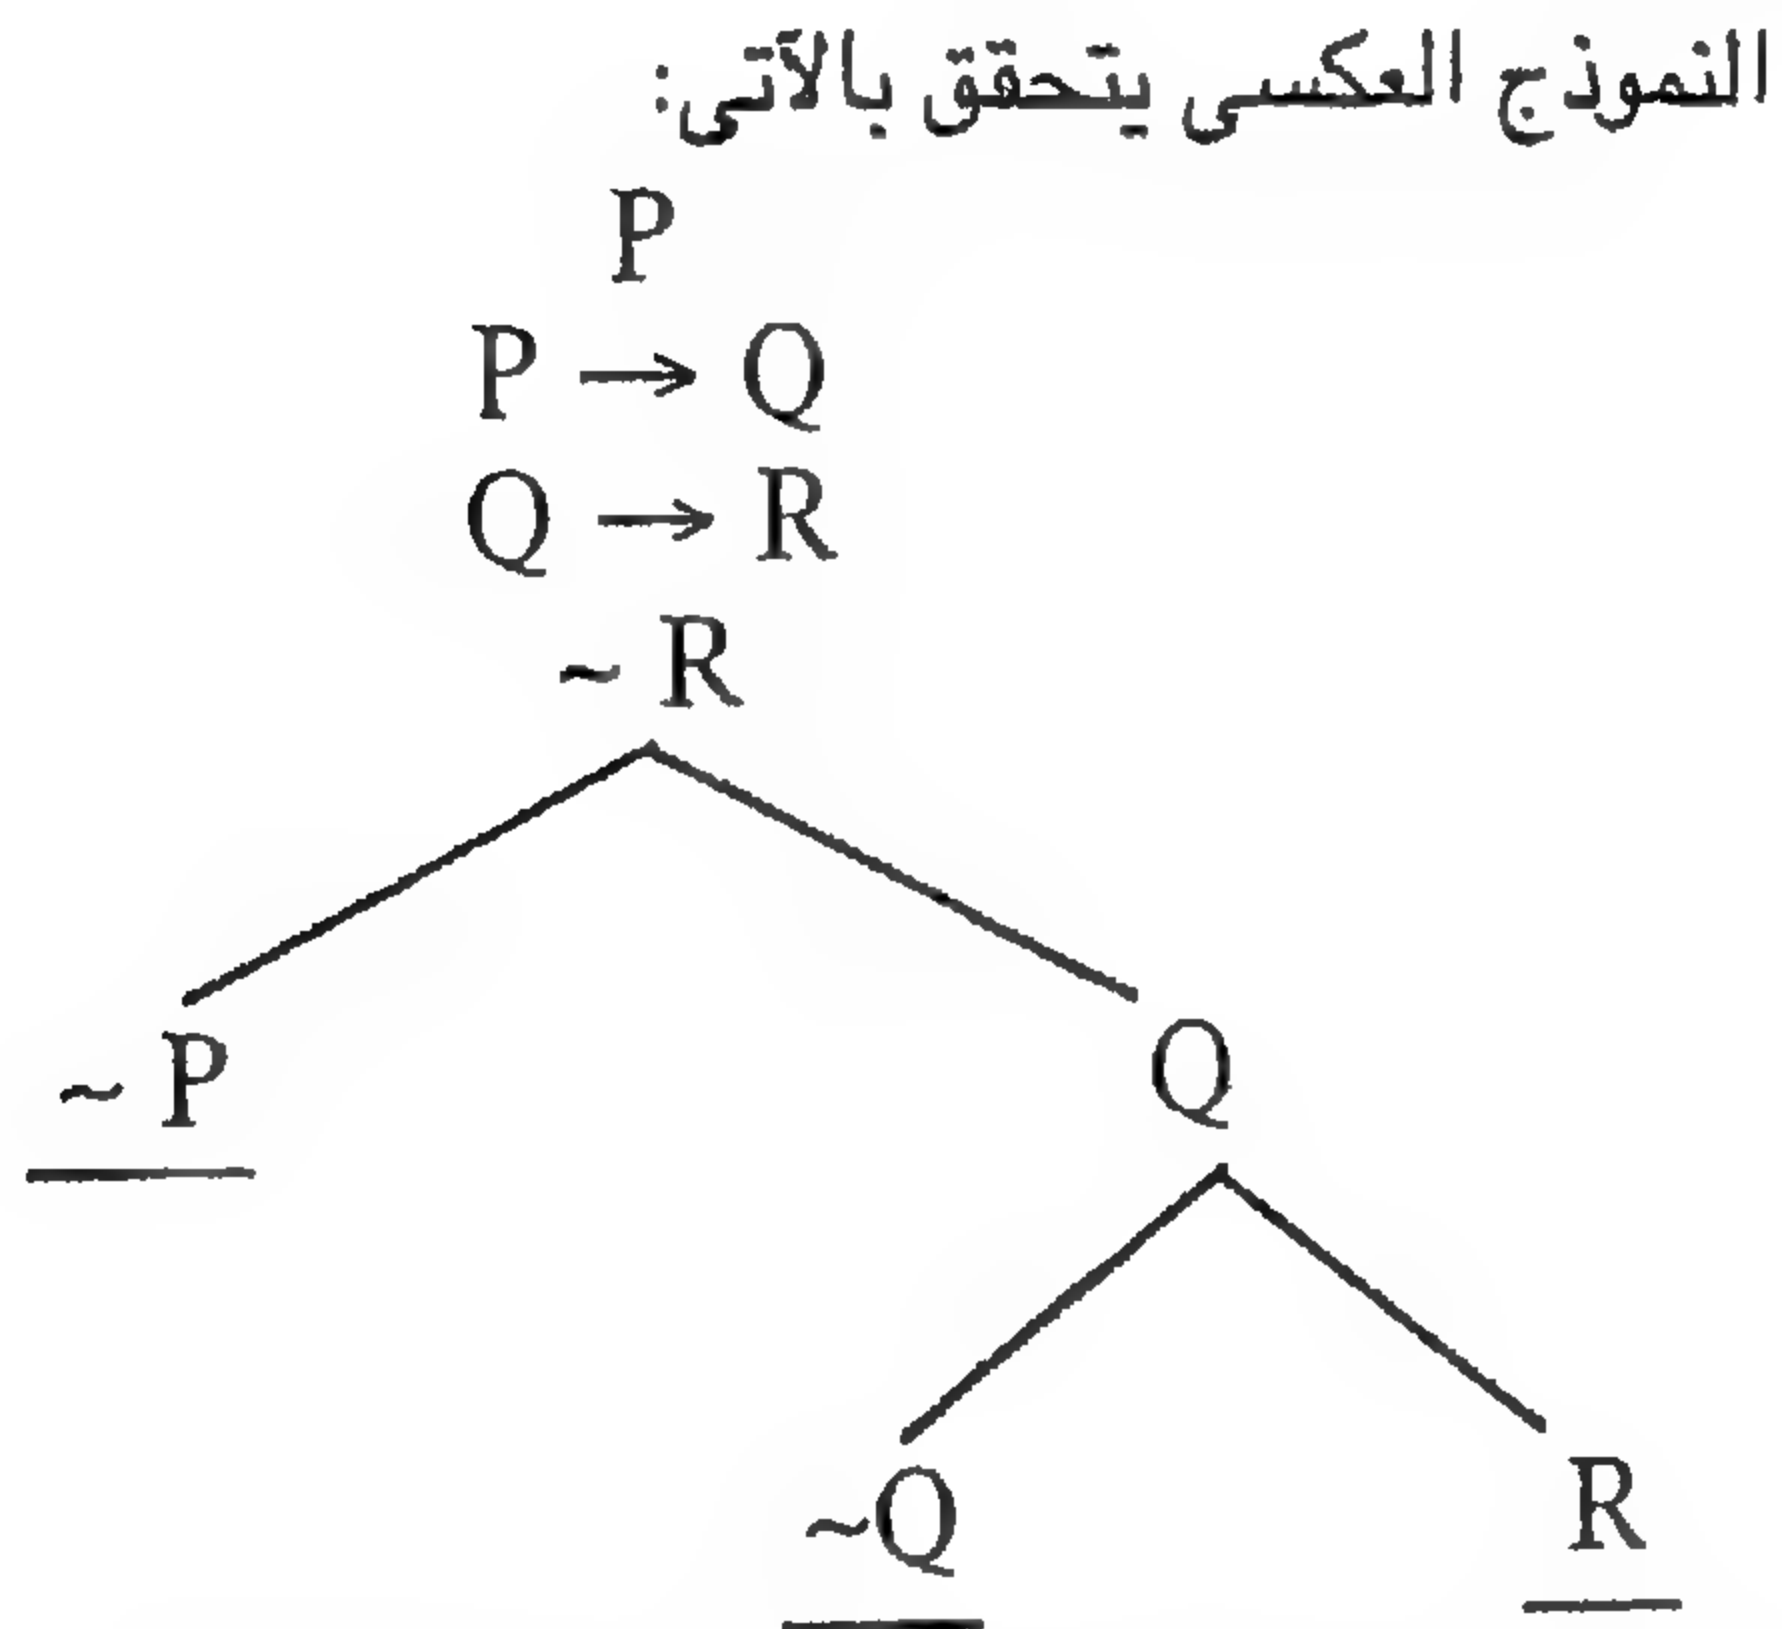 النموذج العكسى يتحقق بالآتى:
P
P → Q
Q → R
~ R
~ P
Q
~Q
R